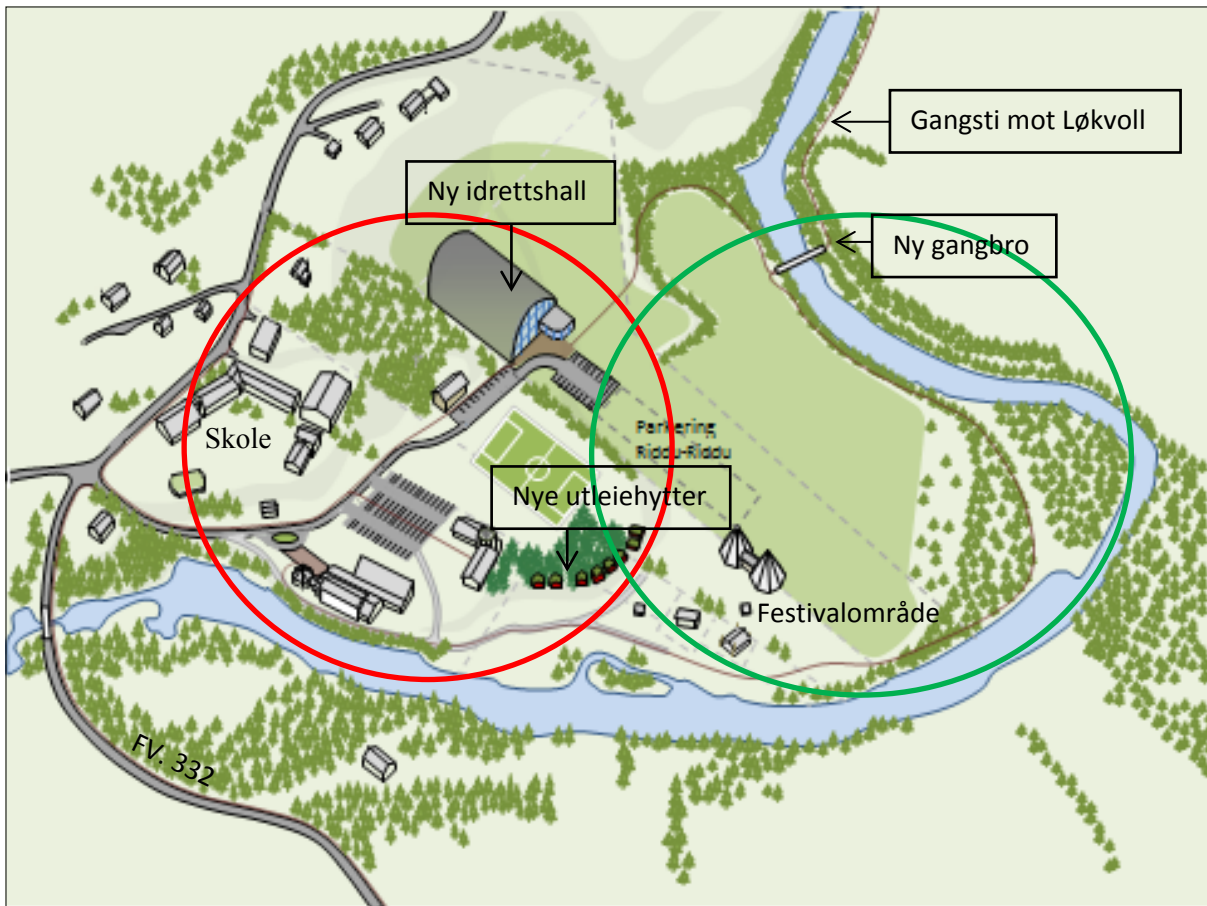 Gangsti mot Løkvoll
Ny idrettshall
Ny gangbro
Parkering
Riddu-Riddu
Skole
Nye utleiehytter
Festivalområde
FV. 332